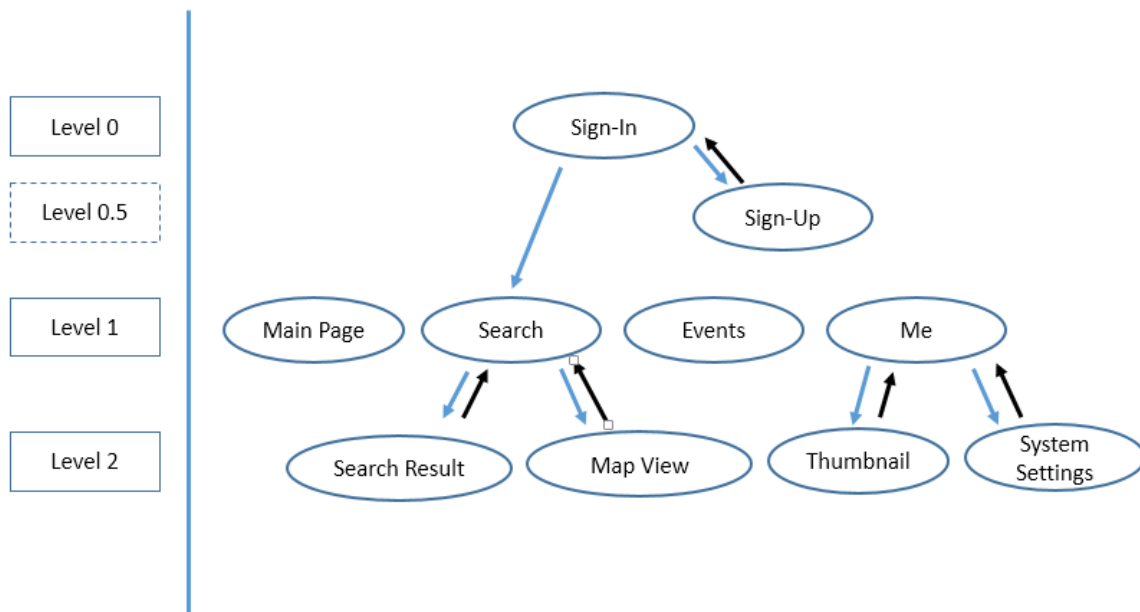 Level 0
Sign-In
Level 0.5
Sign-Up
Level 1
Main Page
Search
Events
Me
Level 2
Search Result
Map View
Thumbnail
System
Settings